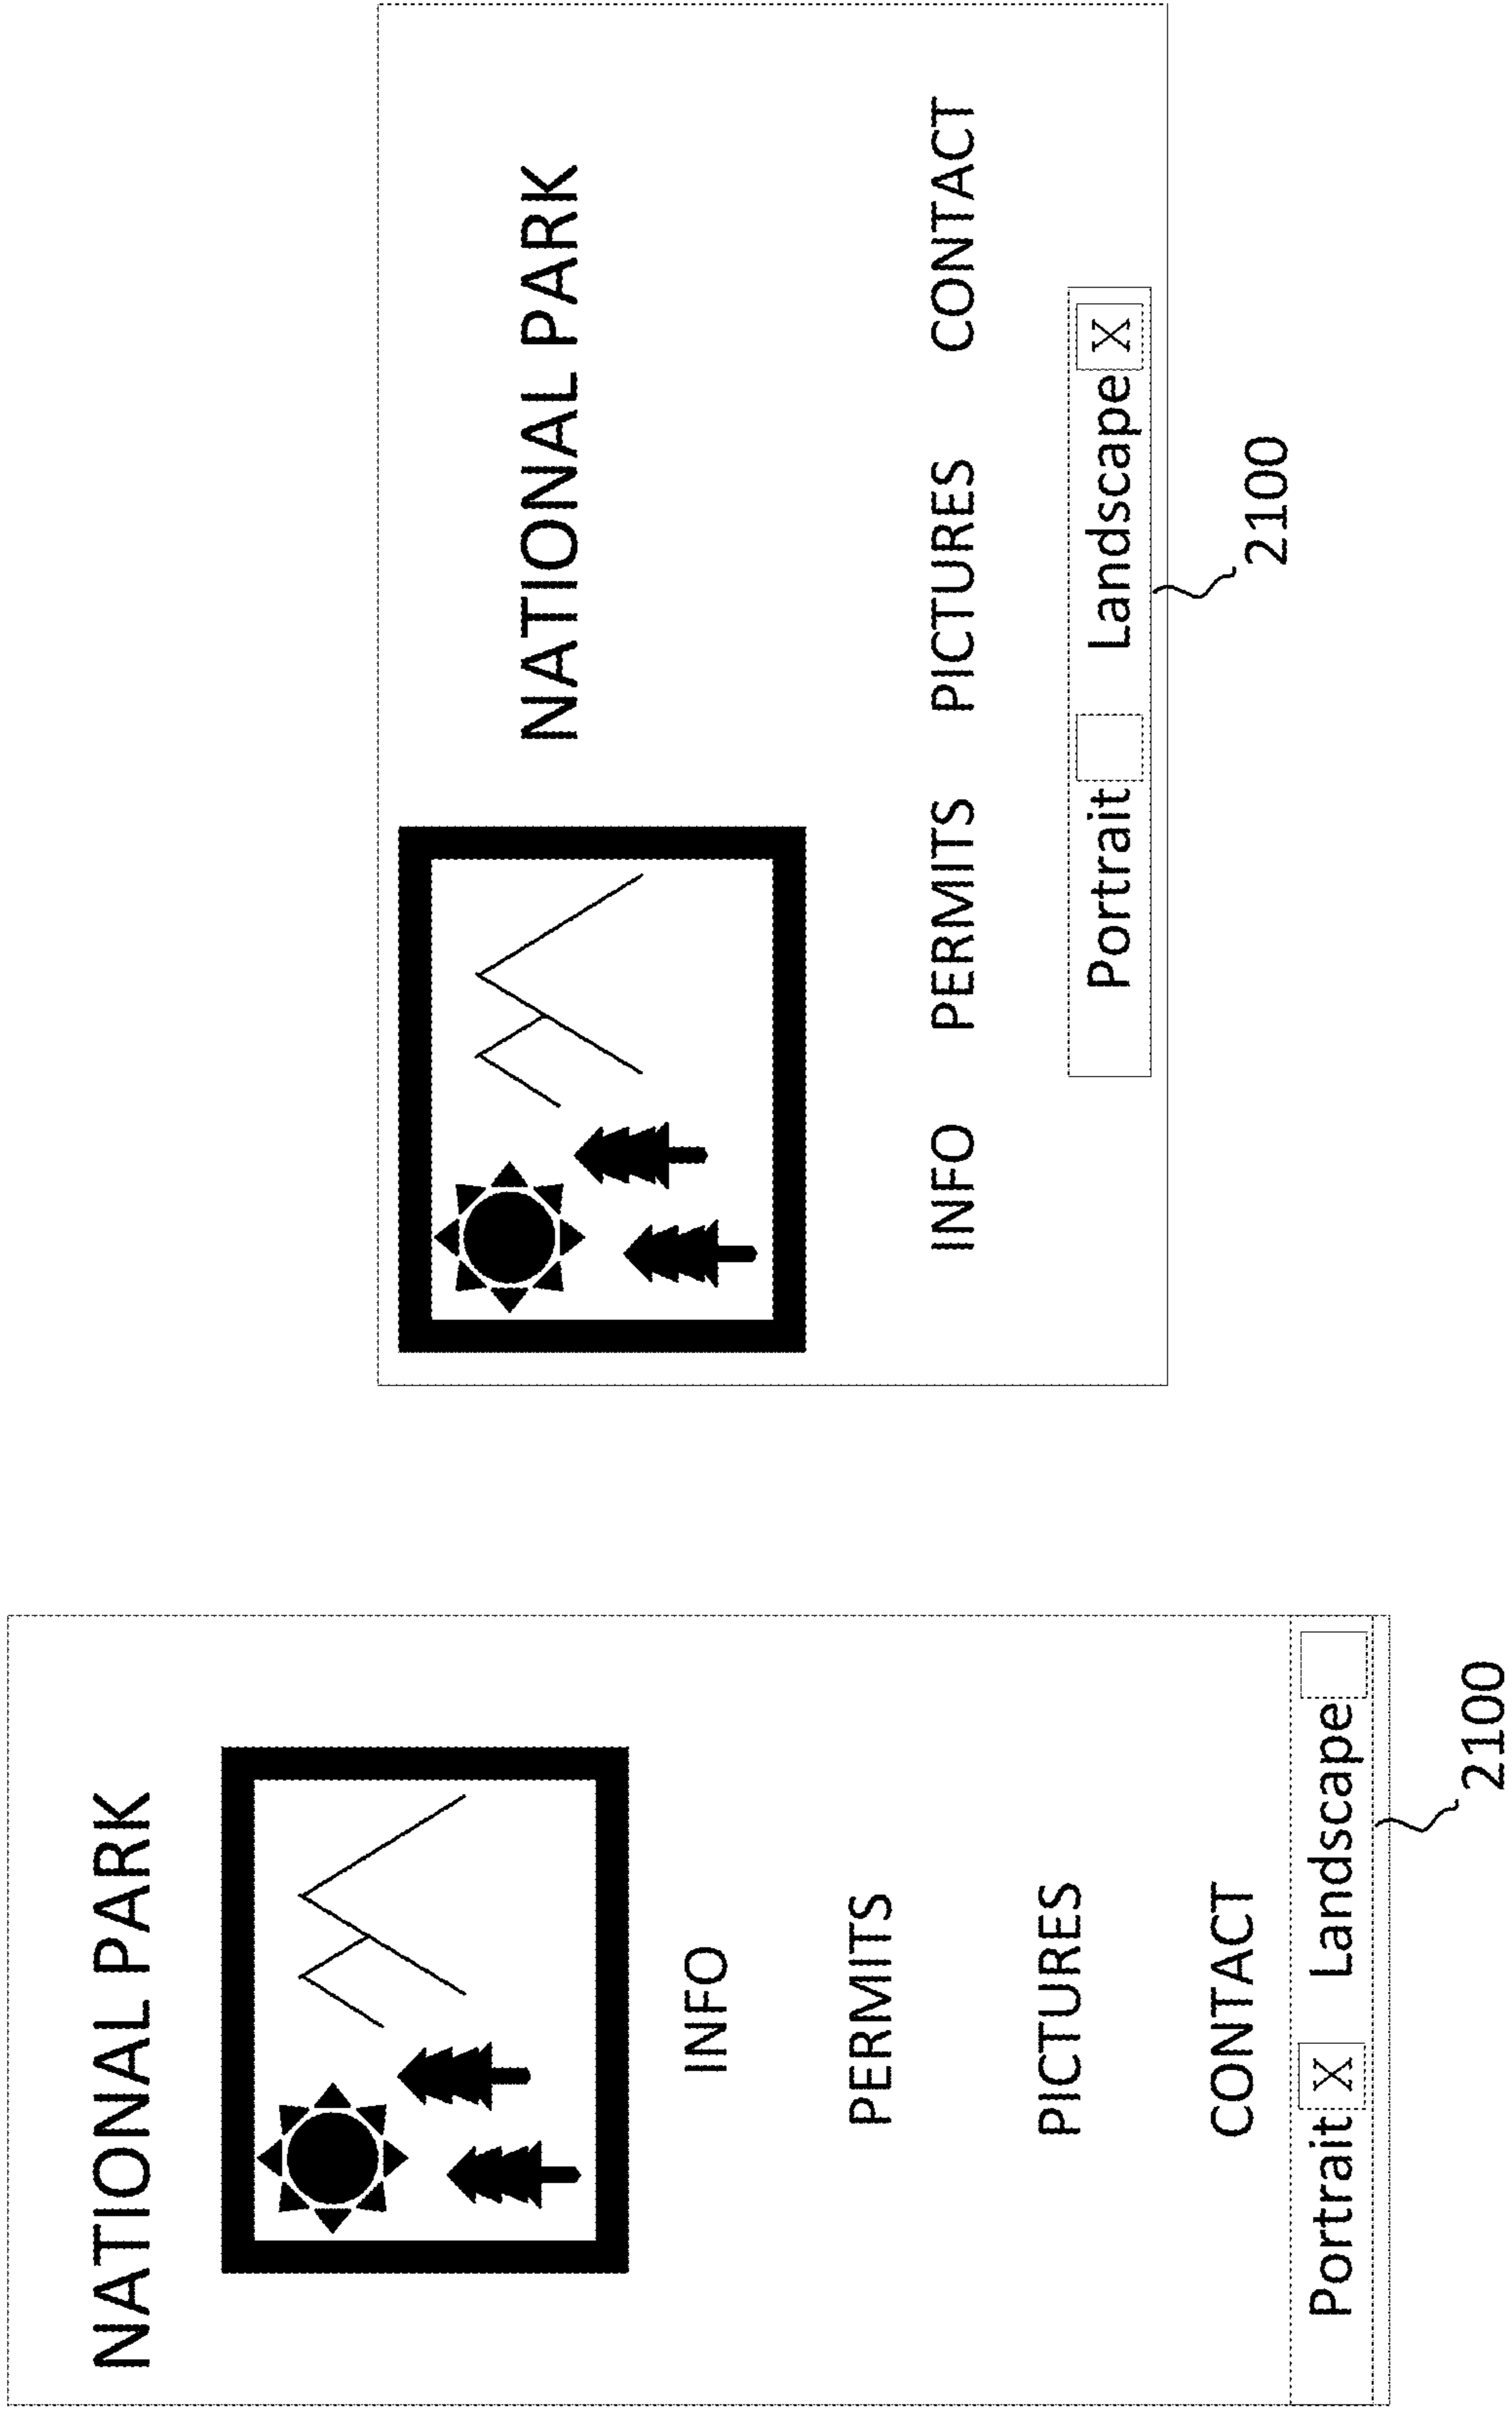 NATIONAL PARK
INFO
PERMITS
PICTURES
CONTACT
Portrait X Landscape
2100
NATIONAL PARK
INFO PERMITS PICTURES CONTACT
Portrait Landscape X
2100